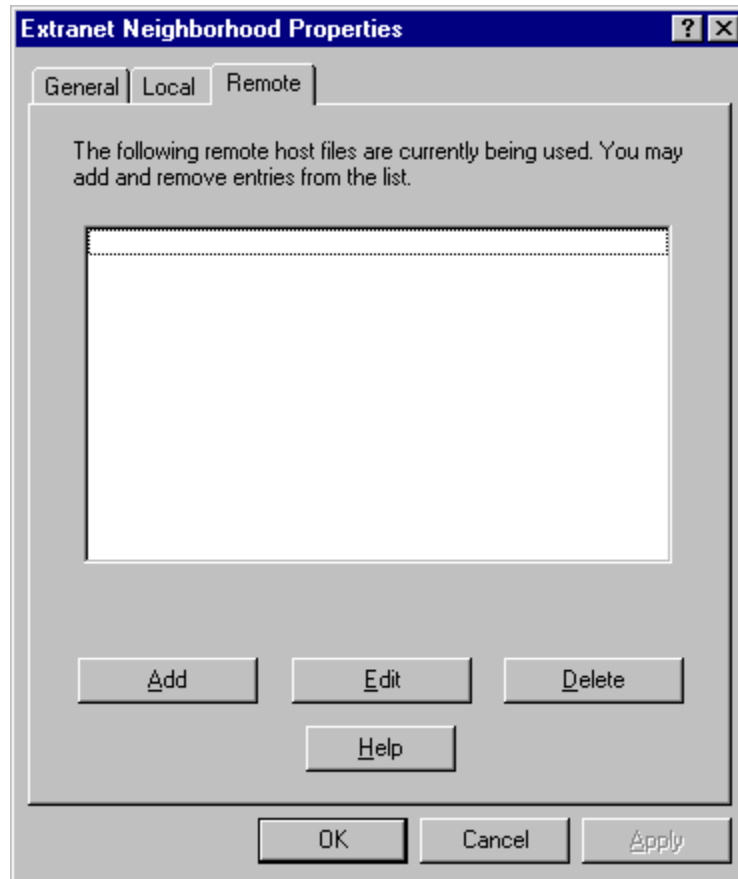 Extranet Neighborhood Properties
General Local Remote
The following remote host files are currently being used. You may
add and remove entries from the list.
Add Edit Delete
Help
OK Cancel Apply